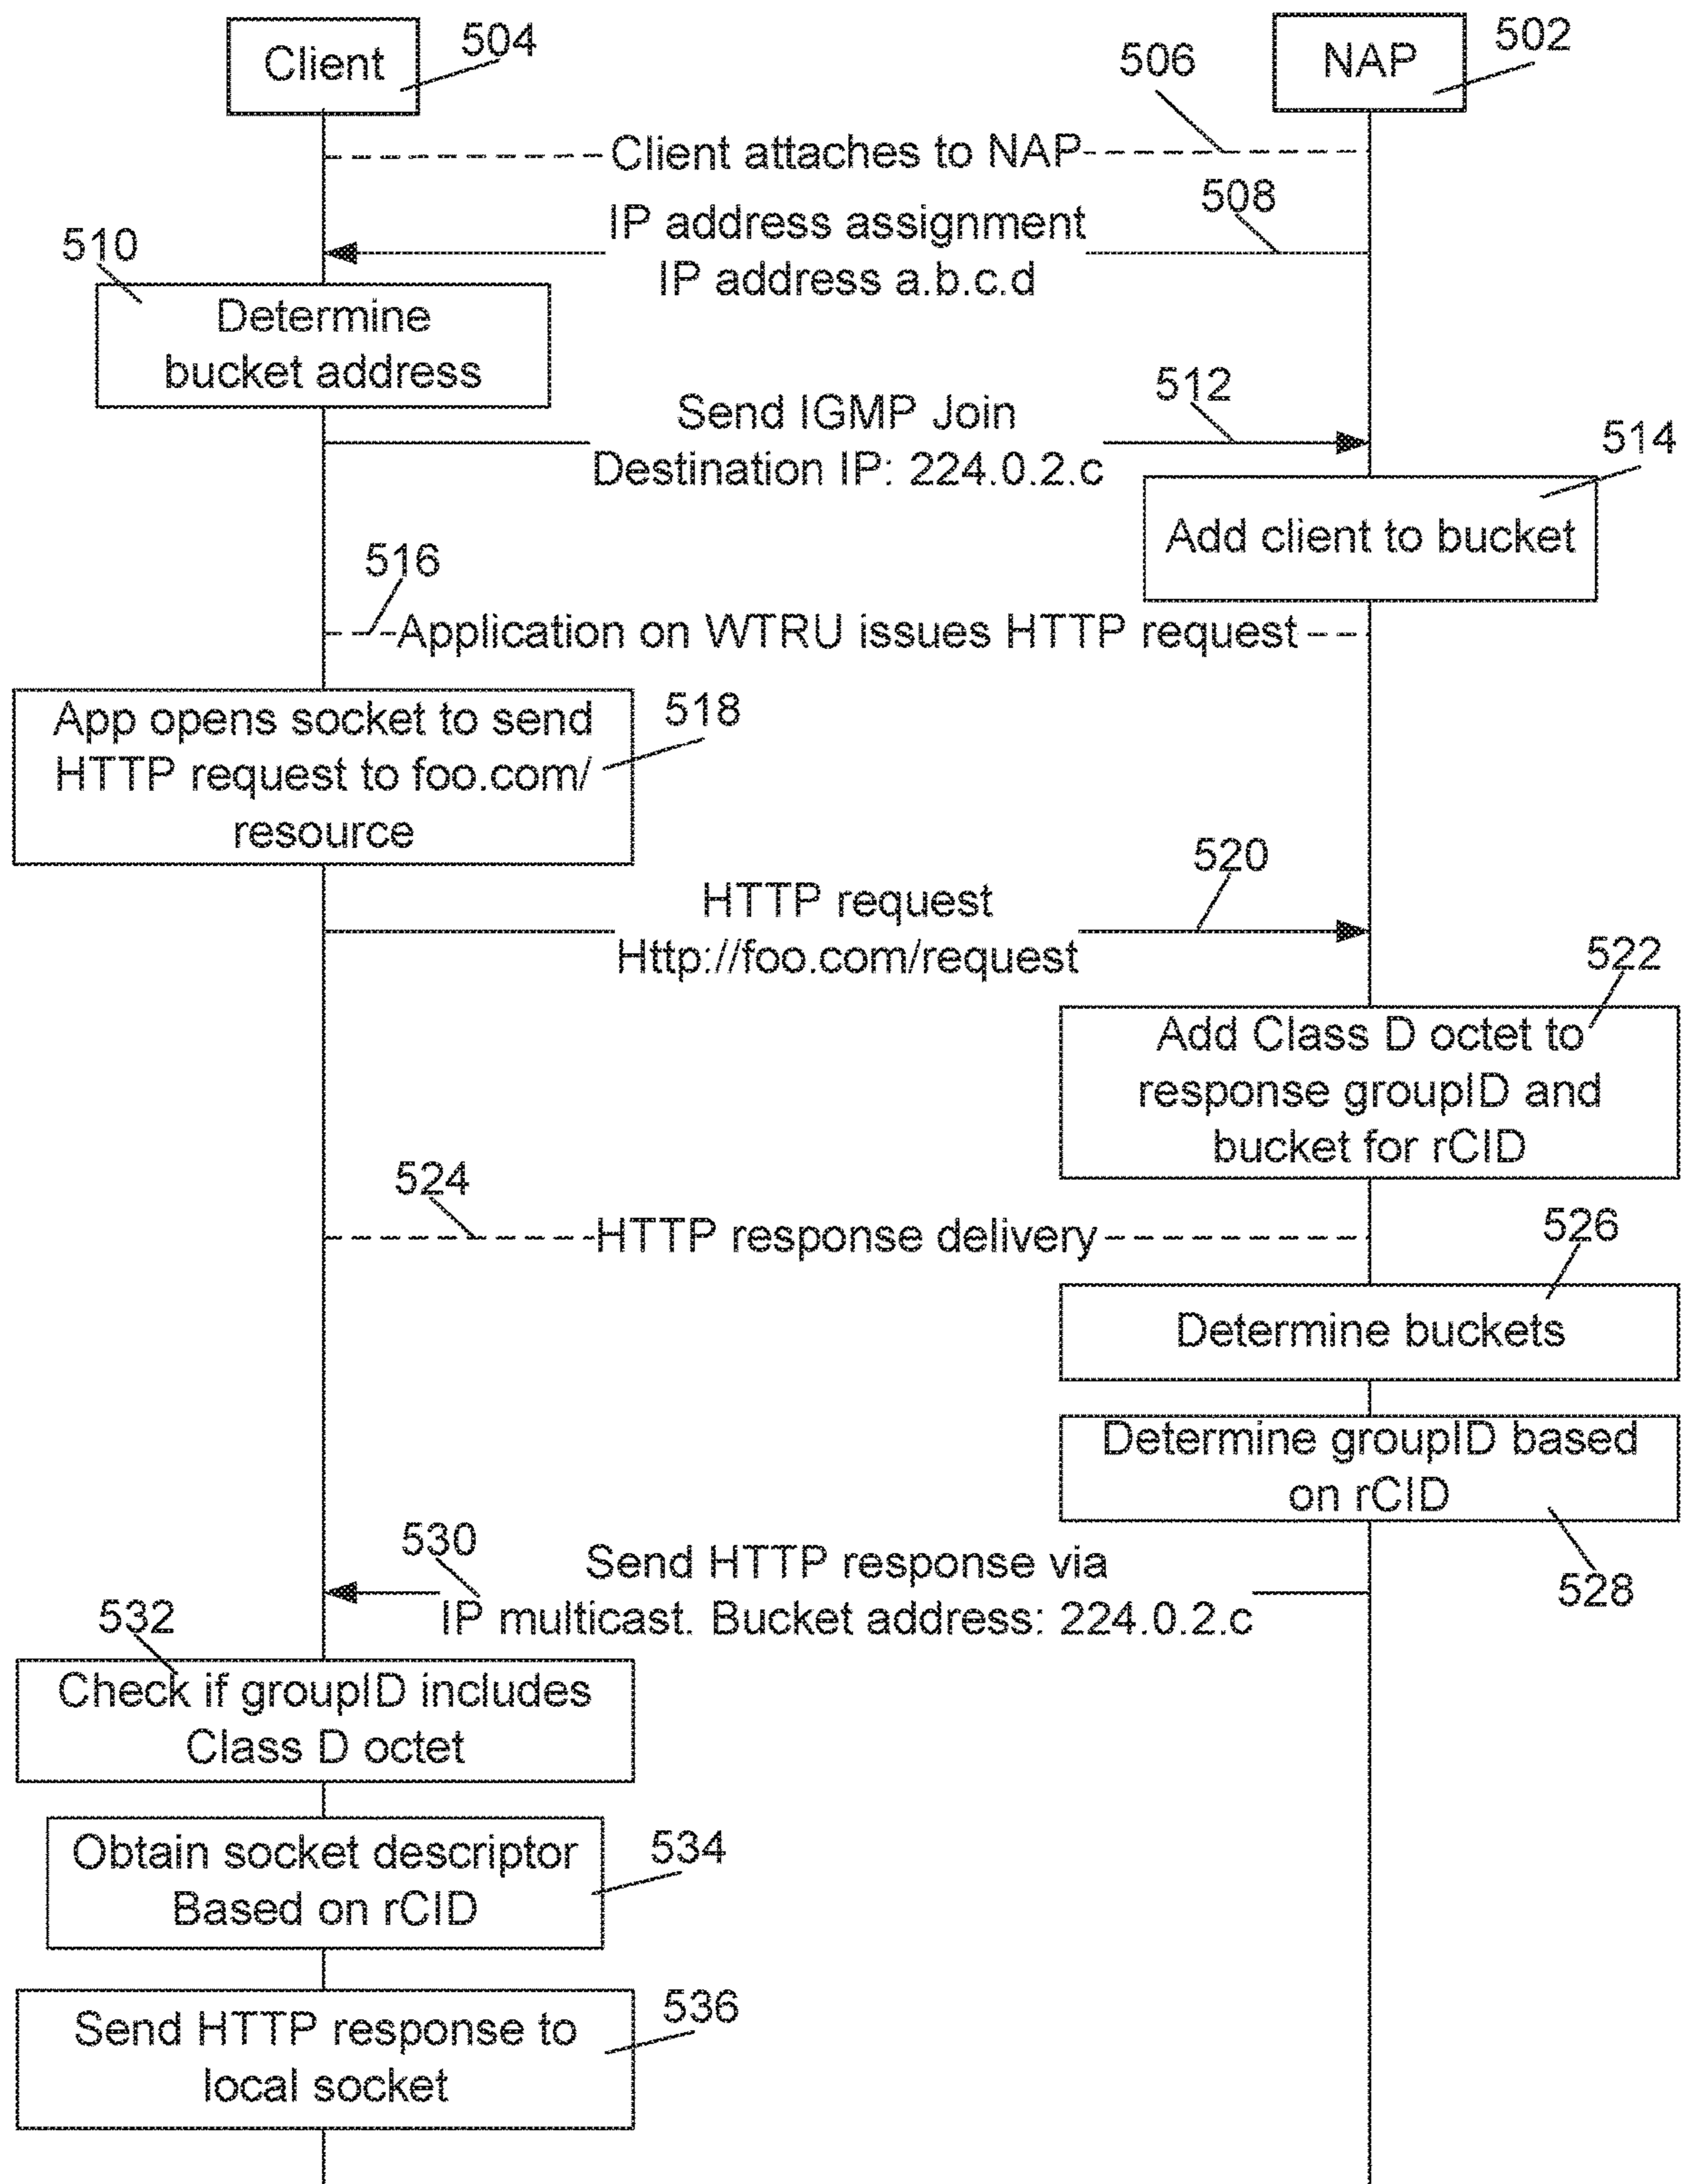 Client
504
NAP
502
506
Client attaches to NAP
508
IP address assignment
IP address a.b.c.d
510
Determine
bucket address
512
Send IGMP Join
Destination IP: 224.0.2.c
514
Add client to bucket
516
Application on WTRU issues HTTP request
App opens socket to send
HTTP request to foo.com/
resource
518
520
HTTP request
Http://foo.com/request
522
Add Class D octet to
response groupID and
bucket for rCID
524
HTTP response delivery
526
Determine buckets
Determine groupID based
on rCID
528
530
Send HTTP response via
IP multicast. Bucket address: 224.0.2.c
532
Check if groupID includes
Class D octet
Obtain socket descriptor
Based on rCID
534
Send HTTP response to
local socket
536